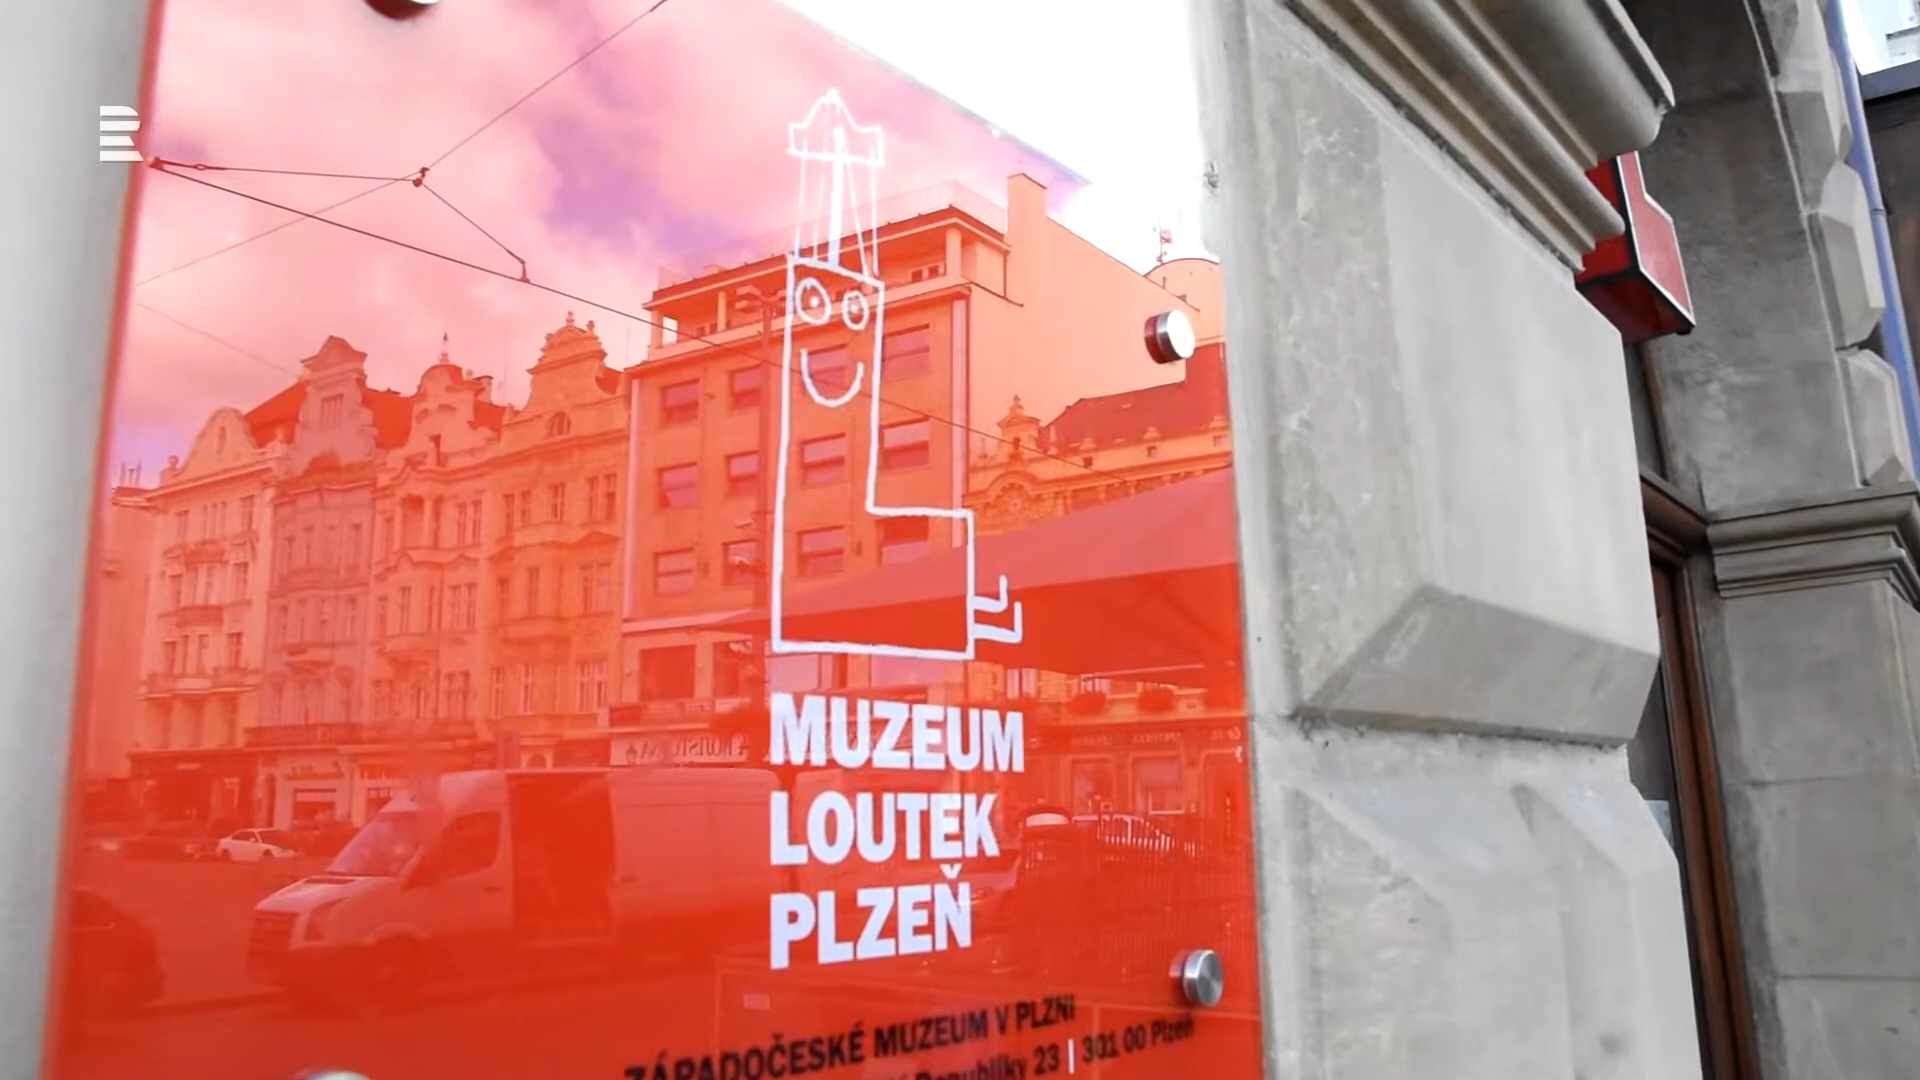 MUZEUM
LOUTEK
PLZEŇ
ZÁPADOČESKÉ MUZEUM V PLZNI
Republiky 23 | 301 00 Plzeň